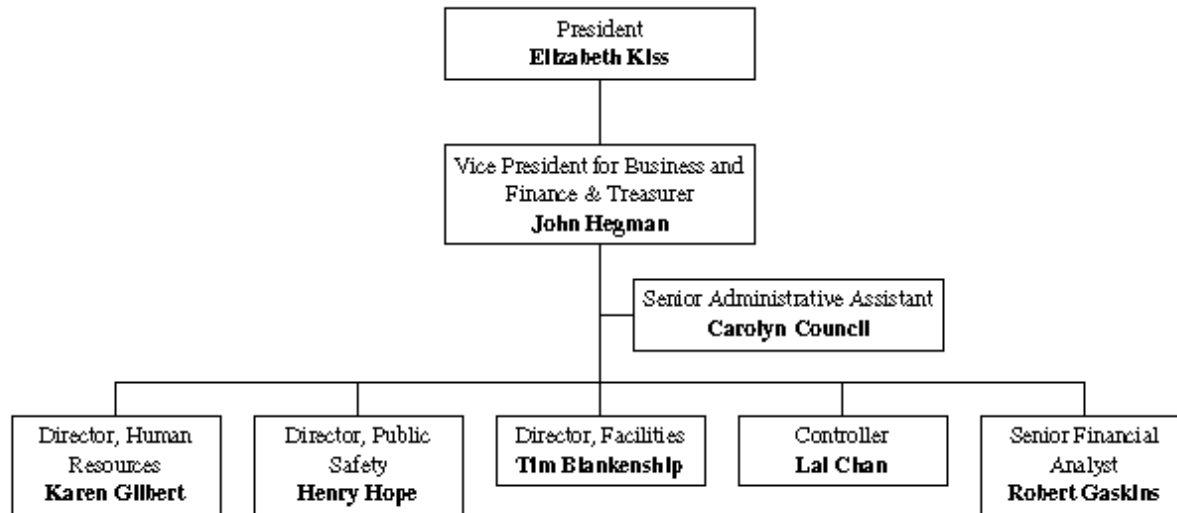 President
Elizabeth Kiss
Vice President for Business and
Finance & Treasurer
John Hegman
Senior Administrative Assistant
Carolyn Council
Director, Human
Resources
Karen Gilbert
Director, Public
Safety
Henry Hope
Director, Facilities
Tim Blankenship
Controller
Lai Chan
Senior Financial
Analyst
Robert Gaskins